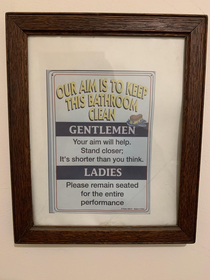 OUR AIM IS TO KEEP
THIS BATHROOM
CLEAN
GENTLEMEN
Your aim will help.
Stand closer;
It's shorter than you think.
LADIES
Please remain seated
for the entire
performance